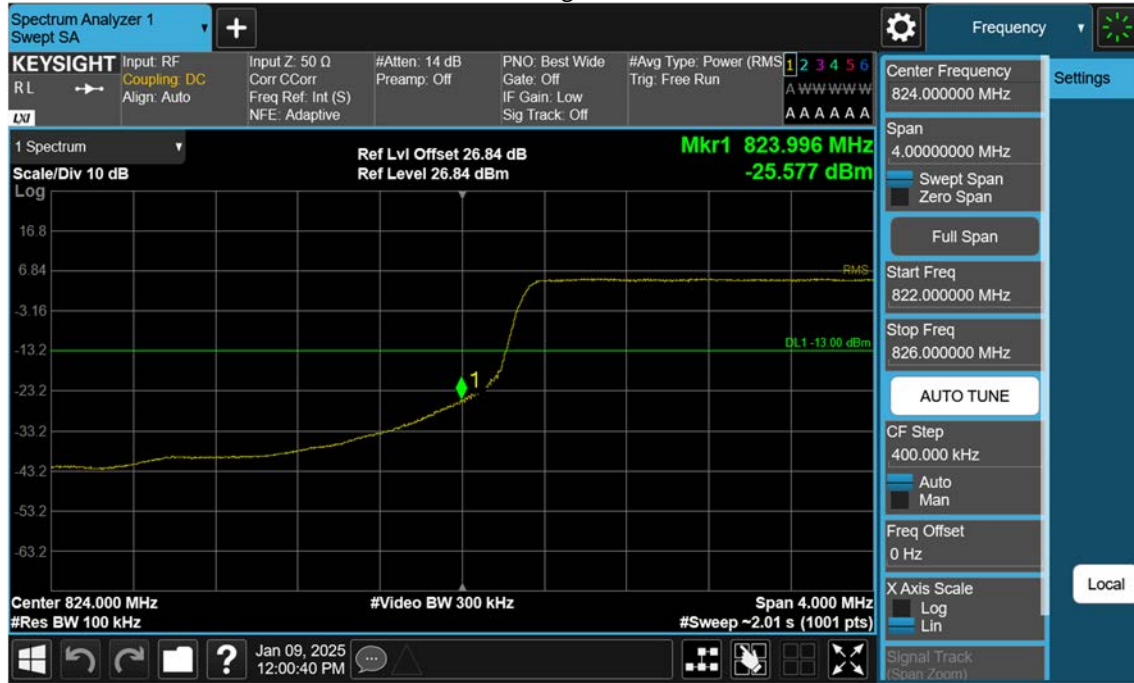 Spectrum Analyzer 1
Swept SA
Frequency
KEYSIGHT
R L
LXI
Input: RF
Coupling: DC
Align: Auto
Input Z: 50 Ω
Corr CCorr
Freq Ref: Int (S)
NFE: Adaptive
#Atten: 14 dB
Preamp: Off
PNO: Best Wide
Gate: Off
IF Gain: Low
Sig Track: Off
#Avg Type: Power (RMS
Trig: Free Run
1 2 3 4 5 6
A W W W W W
A A A A A A
1 Spectrum
Scale/Div 10 dB
Ref Lvl Offset 26.84 dB
Ref Level 26.84 dBm
Mkr1 823.996 MHz
-25.577 dBm
Log
16.8
6.84
-3.16
-13.2
-23.2
-33.2
-43.2
-53.2
-63.2
RMS
DL1 -13.00 dBm
1
Center 824.000 MHz
#Res BW 100 kHz
#Video BW 300 kHz
Span 4.000 MHz
#Sweep ~2.01 s (1001 pts)
Center Frequency
824.000000 MHz
Settings
Span
4.00000000 MHz
Swept Span
Zero Span
Full Span
Start Freq
822.000000 MHz
Stop Freq
826.000000 MHz
AUTO TUNE
CF Step
400.000 kHz
Auto
Man
Freq Offset
0 Hz
X Axis Scale
Log
Lin
Local
Signal Track
(Span Zoom)
?
Jan 09, 2025
12:00:40 PM